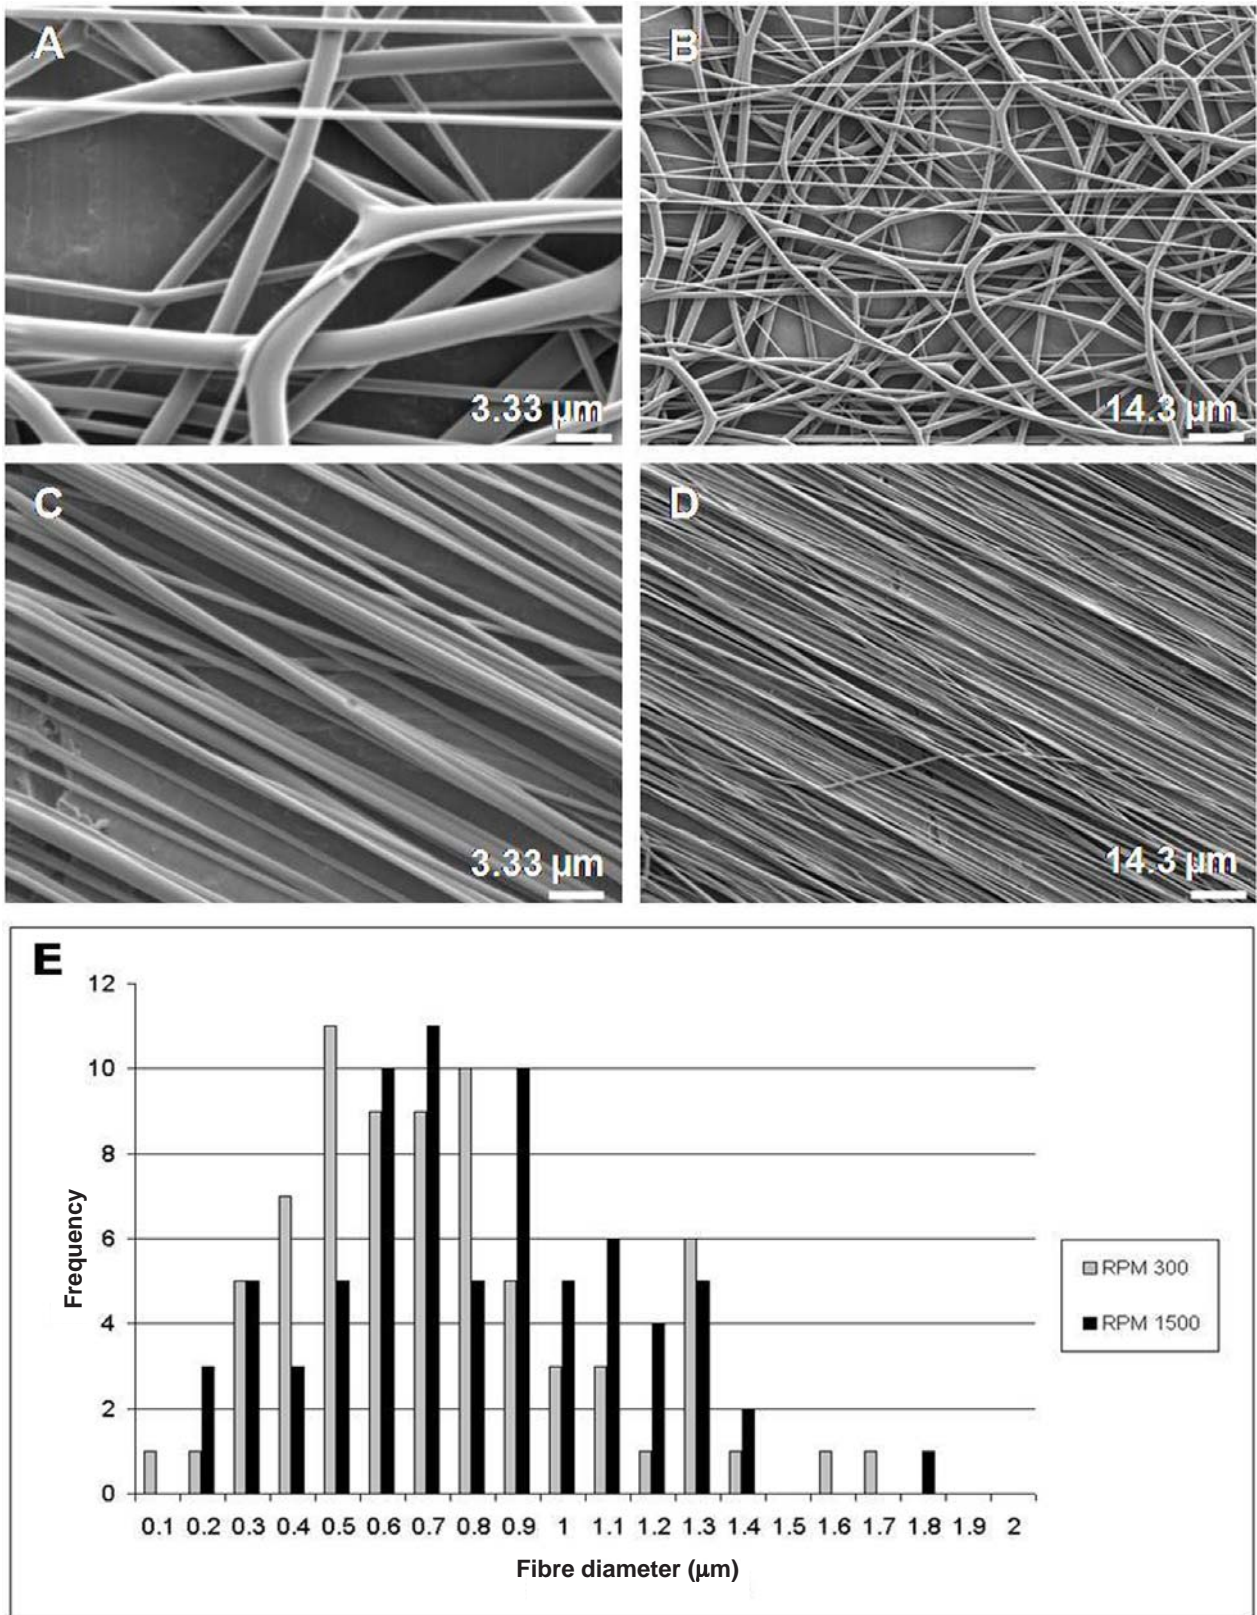 A
B
3.33 µm
14.3 µm
C
D
3.33 µm
14.3 µm
E
12
10
8
6
4
2
0
Frequency
0.1 0.2 0.3 0.4 0.5 0.6 0.7 0.8 0.9 1 1.1 1.2 1.3 1.4 1.5 1.6 1.7 1.8 1.9 2
Fibre diameter (µm)
RPM 300
RPM 1500